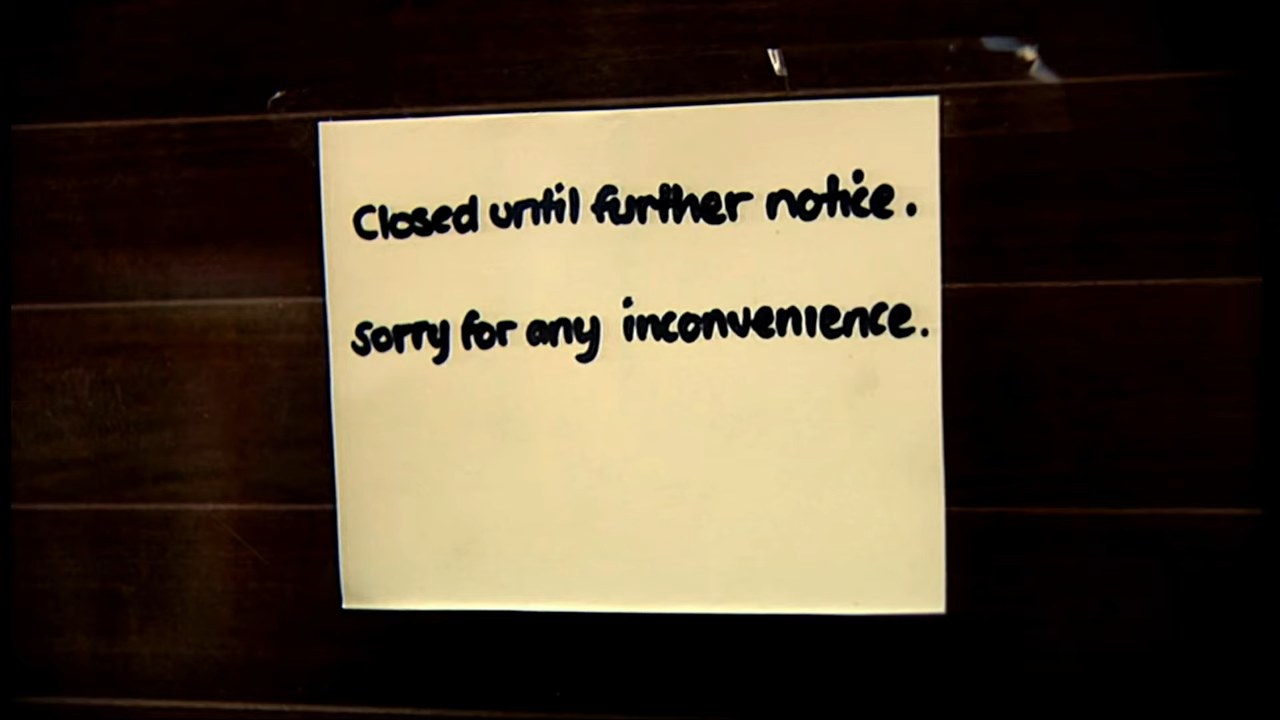 Closed until further notice.
Sorry for any inconvenience.